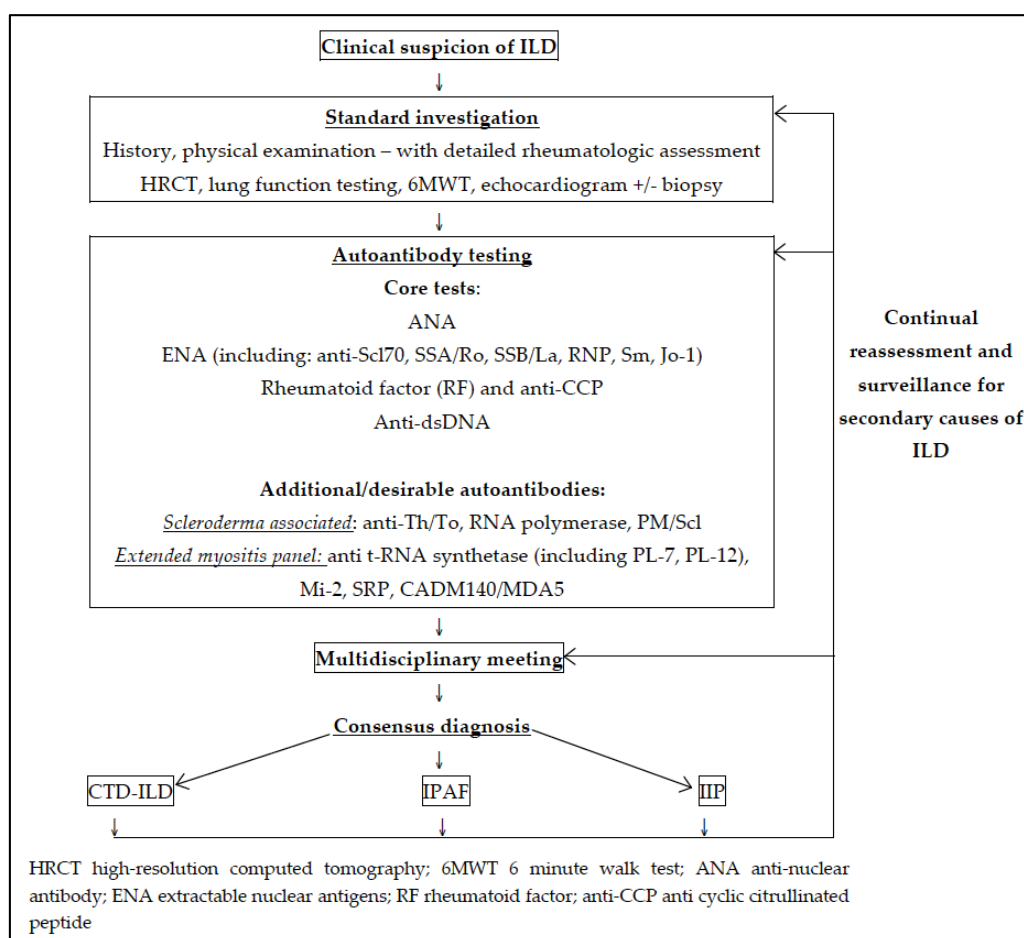 Clinical suspicion of ILD
Standard investigation
History, physical examination – with detailed rheumatologic assessment
HRCT, lung function testing, 6MWT, echocardiogram +/- biopsy
Autoantibody testing
Core tests:
ANA
ENA (including: anti-Scl70, SSA/Ro, SSB/La, RNP, Sm, Jo-1)
Rheumatoid factor (RF) and anti-CCP
Anti-dsDNA
Additional/desirable autoantibodies:
Scleroderma associated: anti-Th/To, RNA polymerase, PM/Scl
Extended myositis panel: anti t-RNA synthetase (including PL-7, PL-12),
Mi-2, SRP, CADM140/MDA5
Continual
reassessment and
surveillance for
secondary causes of
ILD
Multidisciplinary meeting
Consensus diagnosis
CTD-ILD
IPAF
IIP
HRCT high-resolution computed tomography; 6MWT 6 minute walk test; ANA anti-nuclear
antibody; ENA extractable nuclear antigens; RF rheumatoid factor; anti-CCP anti cyclic citrullinated
peptide